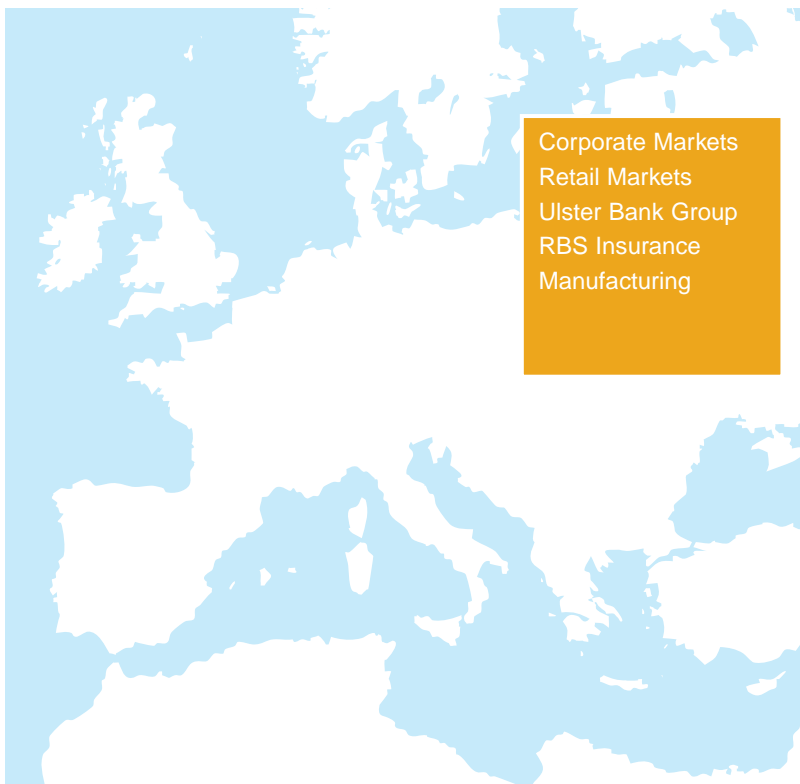 Corporate Markets
Retail Markets
Ulster Bank Group
RBS Insurance
Manufacturing